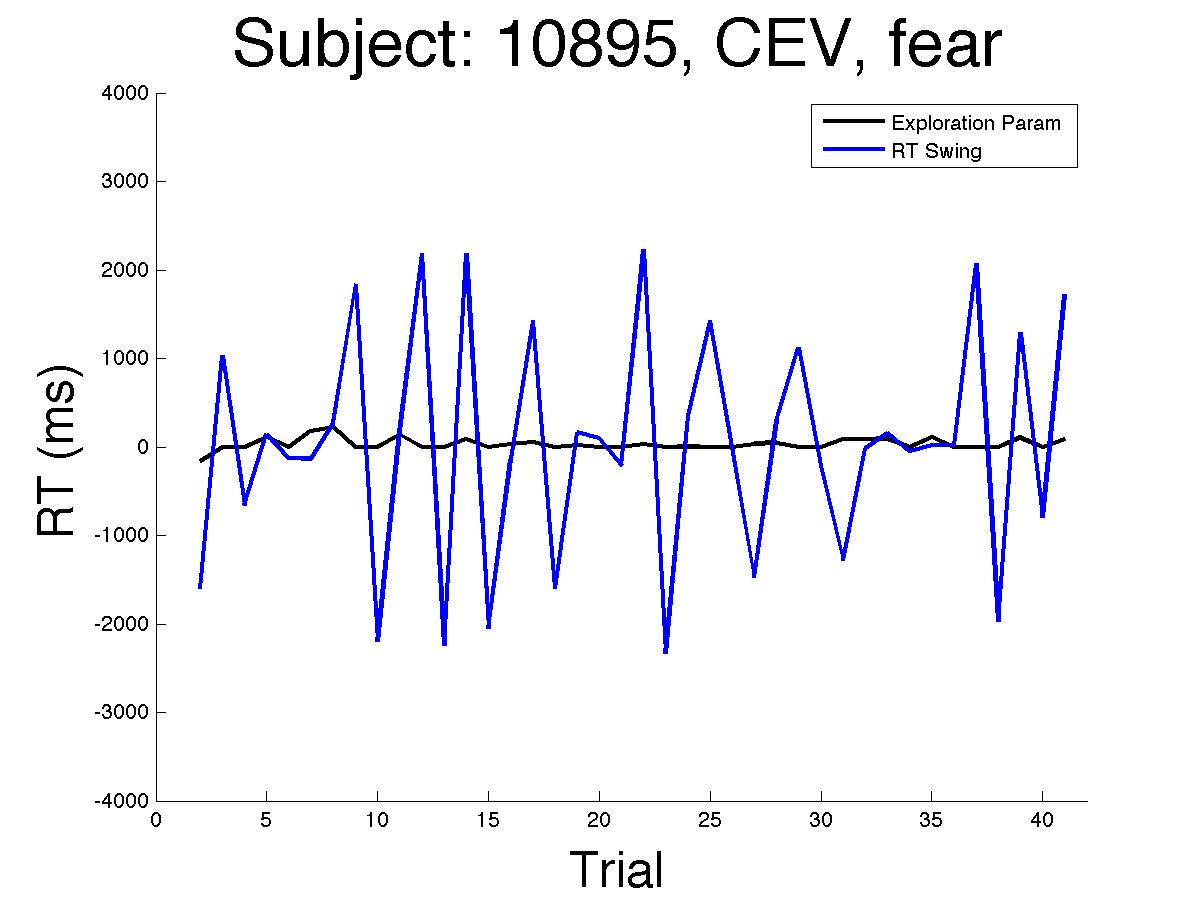 Subject: 10895, CEV, fear
4000
3000
2000
1000
0
-1000
-2000
-3000
-4000
RT (ms)
Exploration Param
RT Swing
0 5 10 15 20 25 30 35 40
Trial